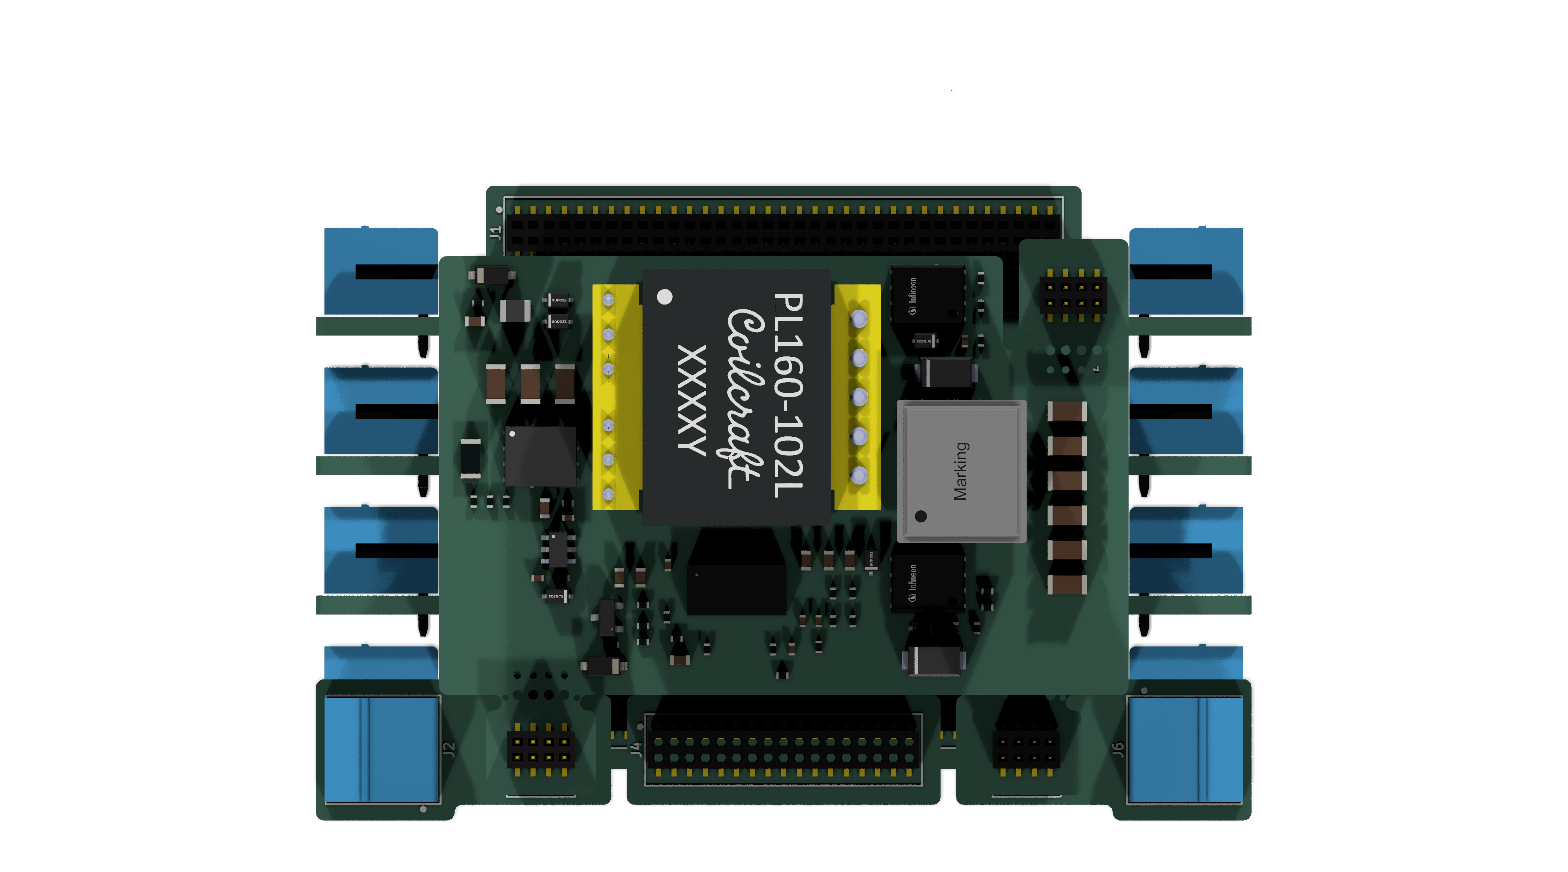 J1
PL160-102L
Coilcraft
XXXXY
Infineon
Marking
Infineon
J2
J4
J6